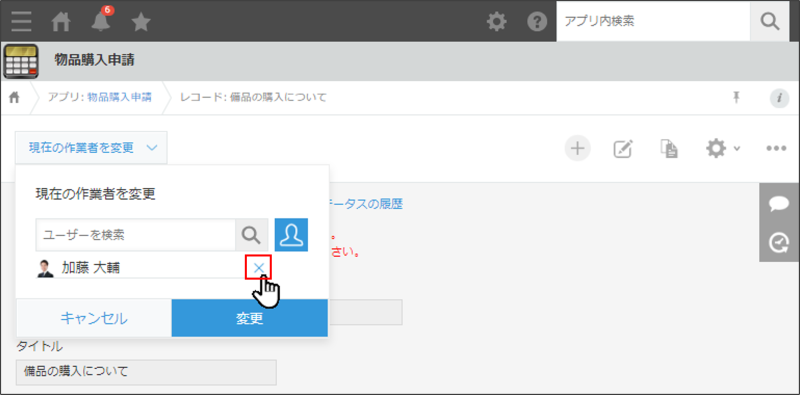 6
アプリ内検索
物品購入申請
アプリ: 物品購入申請
レコード: 備品の購入について
現在の作業者を変更
現在の作業者を変更
ータスの履歴
ユーザーを検索
。
さい。
加藤 大輔
キャンセル
変更
タイトル
備品の購入について